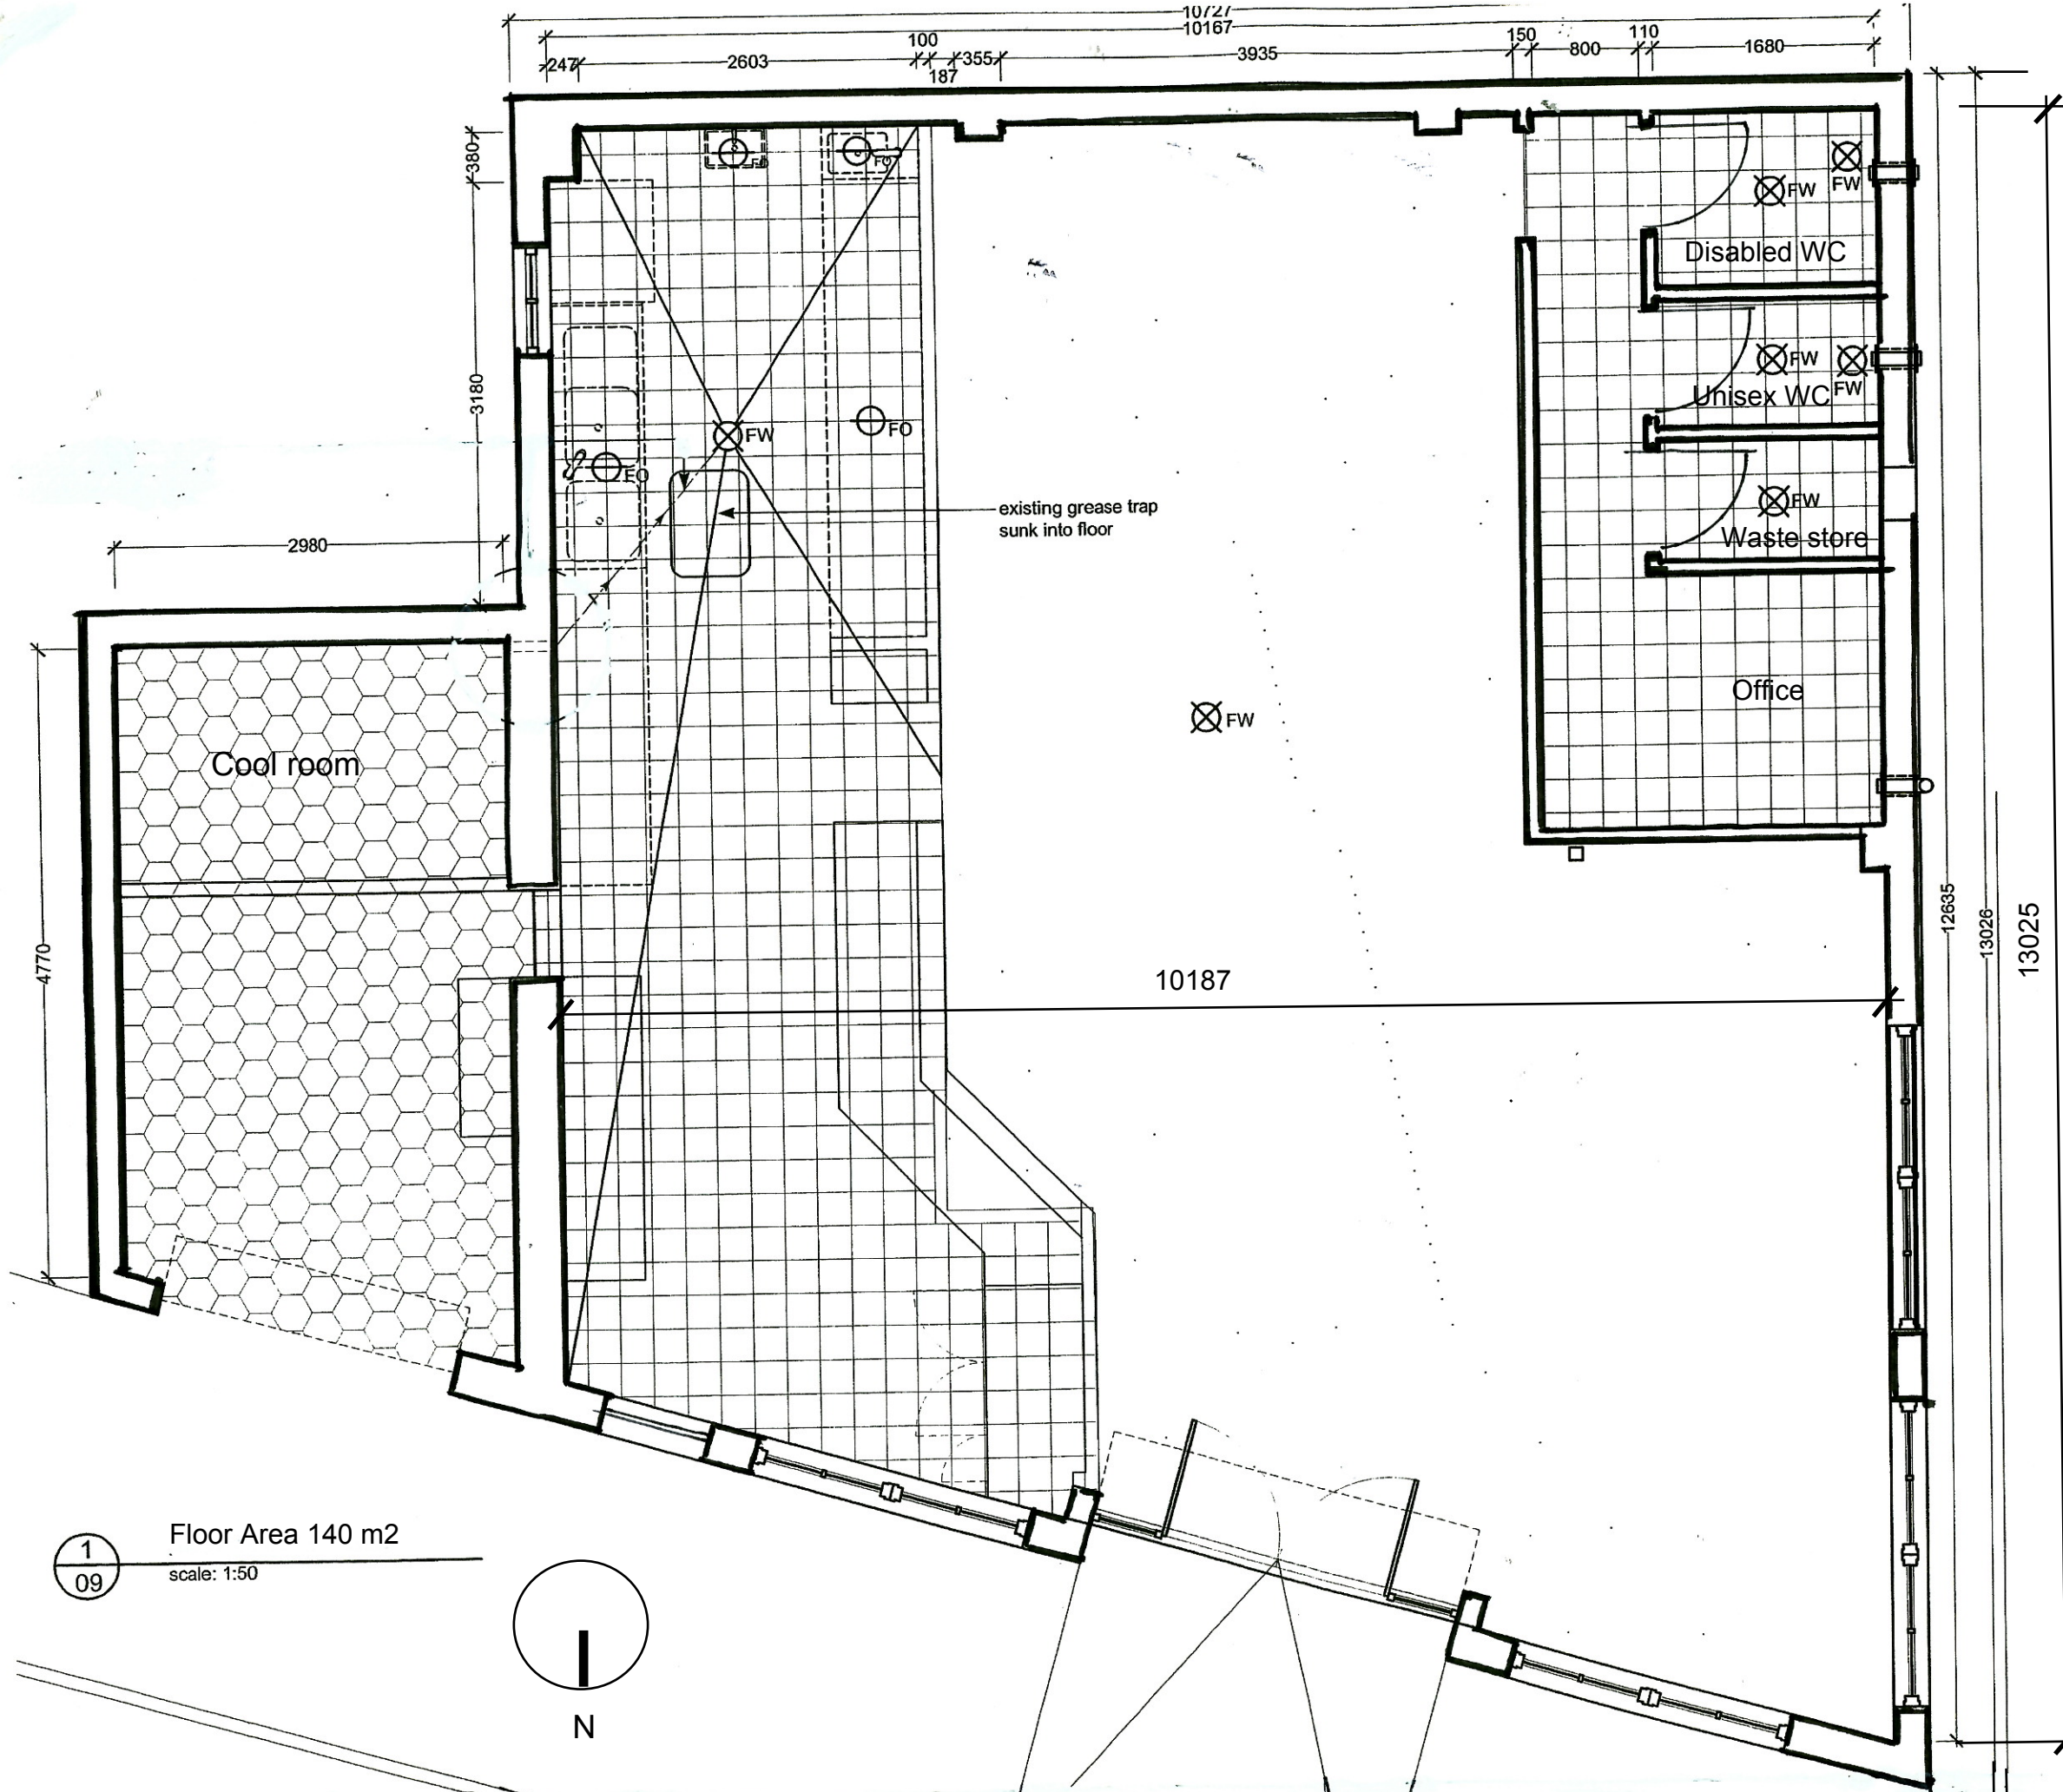 10727
10167
100
150
110
247
2603
187
355
3935
800
1680
380
FO
FO
FW
FW
Disabled WC
3180
FW
FO
FW
FW
Unisex WC
FW
FO
existing grease trap
sunk into floor
FW
Waste store
2980
Office
FW
Cool room
12635
13026
13025
4770
10187
1
09
Floor Area 140 m2
scale: 1:50
N